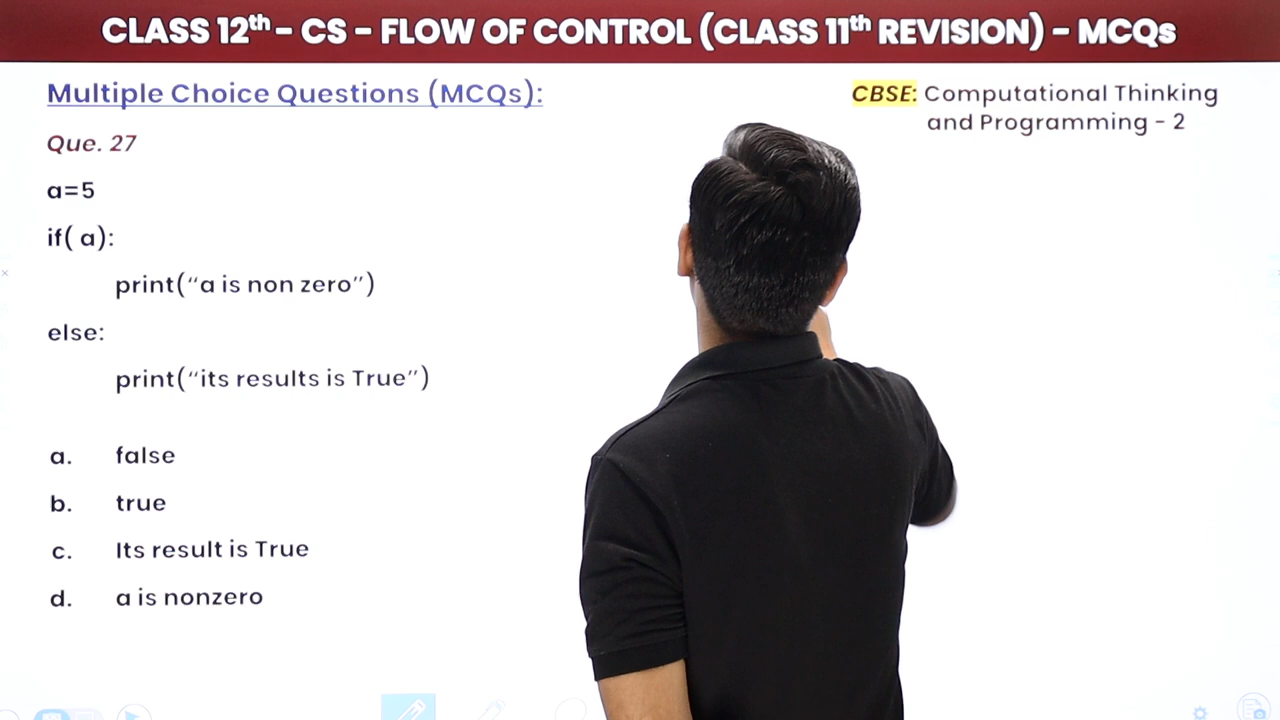 CLASS 12th - CS - FLOW OF CONTROL (CLASS 11th REVISION) - MCQs
Multiple Choice Questions (MCQs):
CBSE: Computational Thinking
and Programming - 2
Que. 27
a=5
if( a):
print(“a is non zero”)
else:
print(“its results is True”)
a. false
b. true
c. Its result is True
d. a is nonzero